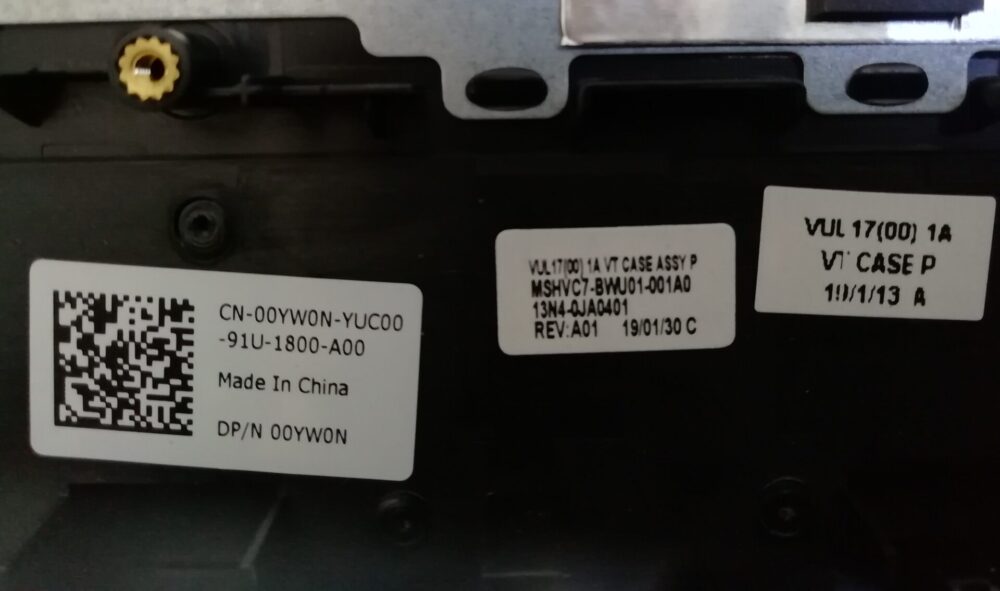 CN-00YW0N-YUC00
-91U-1800-A00
Made In China
DP/N 00YW0N
VUL17(00) 1A VT CASE ASSY P
MSHVC7-BWU01-001A0
13N4-0JA0401
REV:A01 19/01/30 C
VUL 17(00) 1A
VT CASE P
19/1/13 A